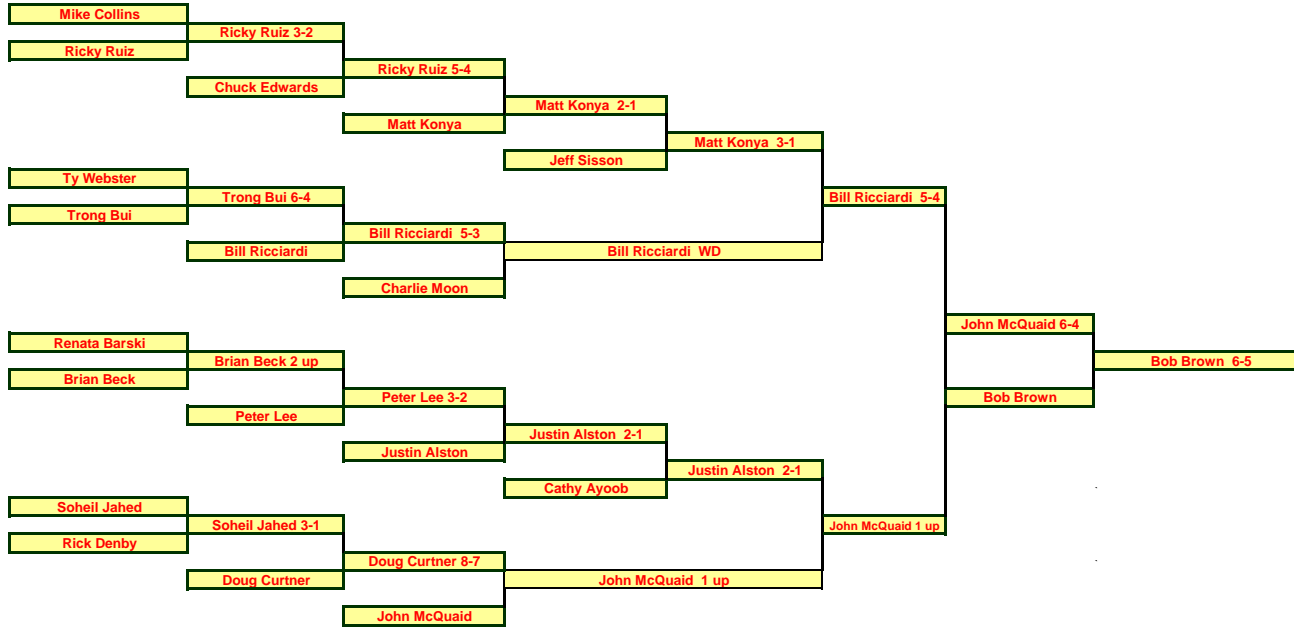 Mike Collins
Ricky Ruiz 3-2
Ricky Ruiz
Ricky Ruiz 5-4
Chuck Edwards
Matt Konya 2-1
Matt Konya
Matt Konya 3-1
Jeff Sisson
Ty Webster
Trong Bui 6-4
Bill Ricciardi 5-4
Trong Bui
Bill Ricciardi 5-3
Bill Ricciardi
Bill Ricciardi WD
Charlie Moon
John McQuaid 6-4
Renata Barski
Brian Beck 2 up
Bob Brown 6-5
Brian Beck
Peter Lee 3-2
Bob Brown
Peter Lee
Justin Alston 2-1
Justin Alston
Justin Alston 2-1
Cathy Ayoob
Soheil Jahed
Soheil Jahed 3-1
John McQuaid 1 up
Rick Denby
Doug Curtner 8-7
Doug Curtner
John McQuaid 1 up
John McQuaid